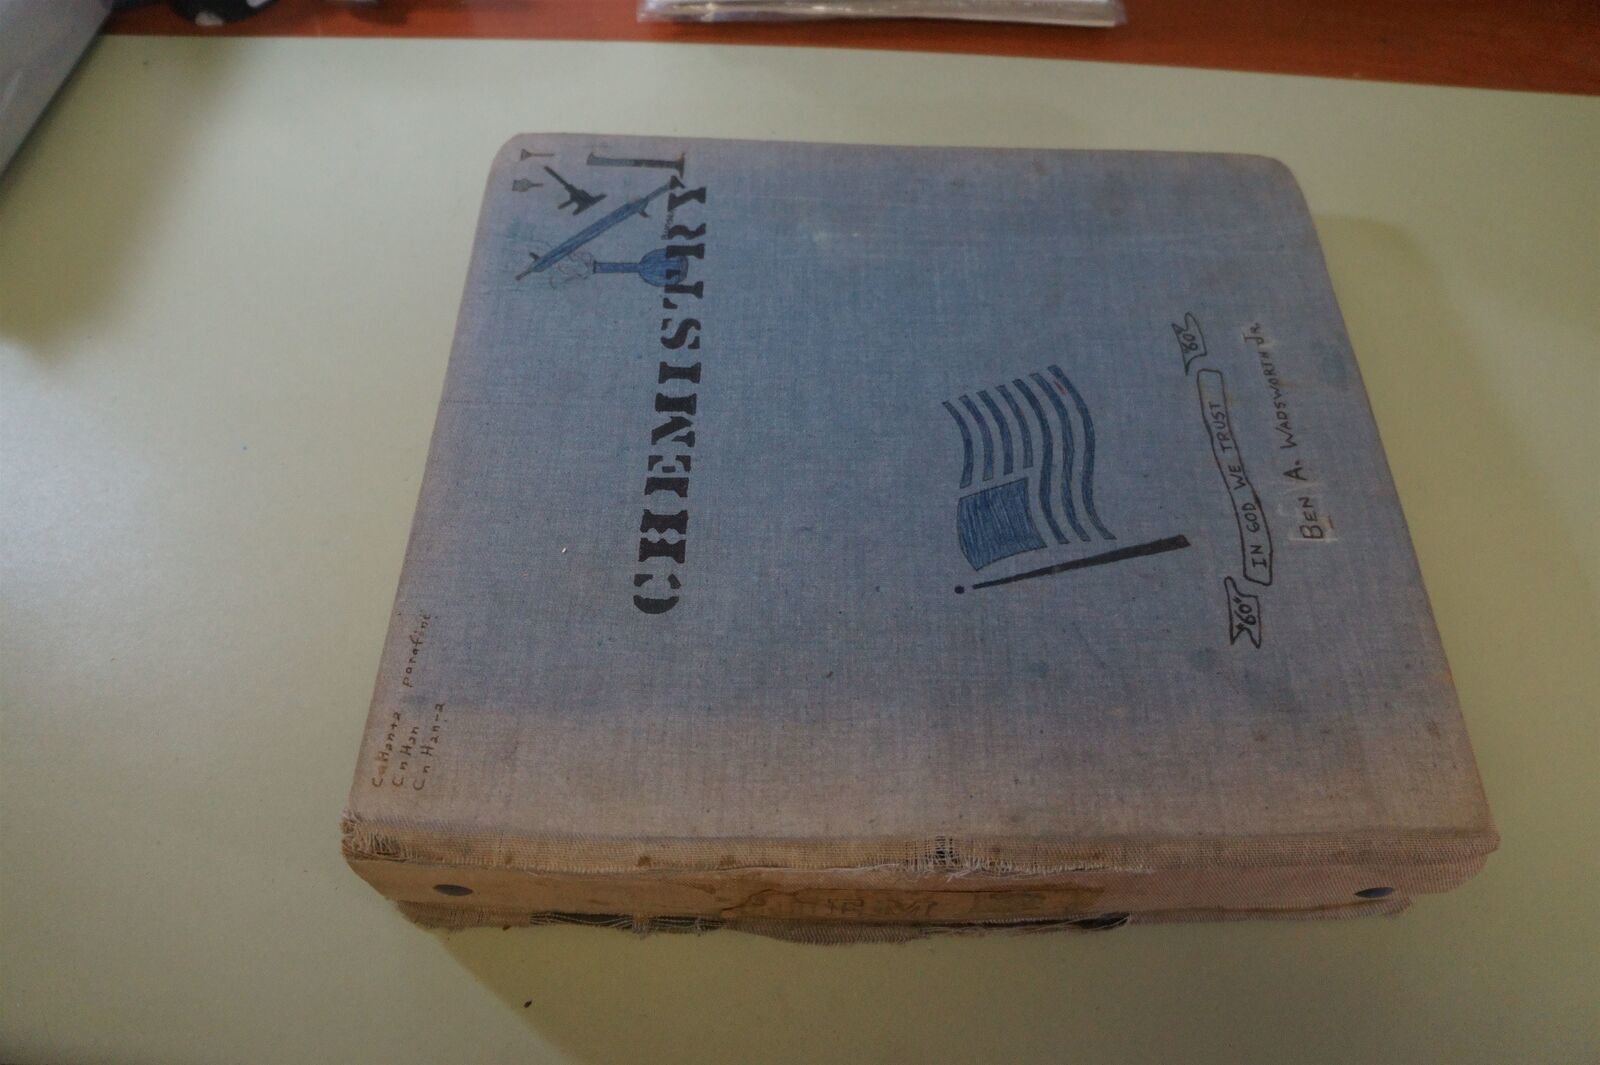 CnH2n+2 parafine
CnH2n
CnH2n-2
CHEMISTRY
"60" IN GOD WE TRUST "60"
BEN A. WADSWORTH JR.